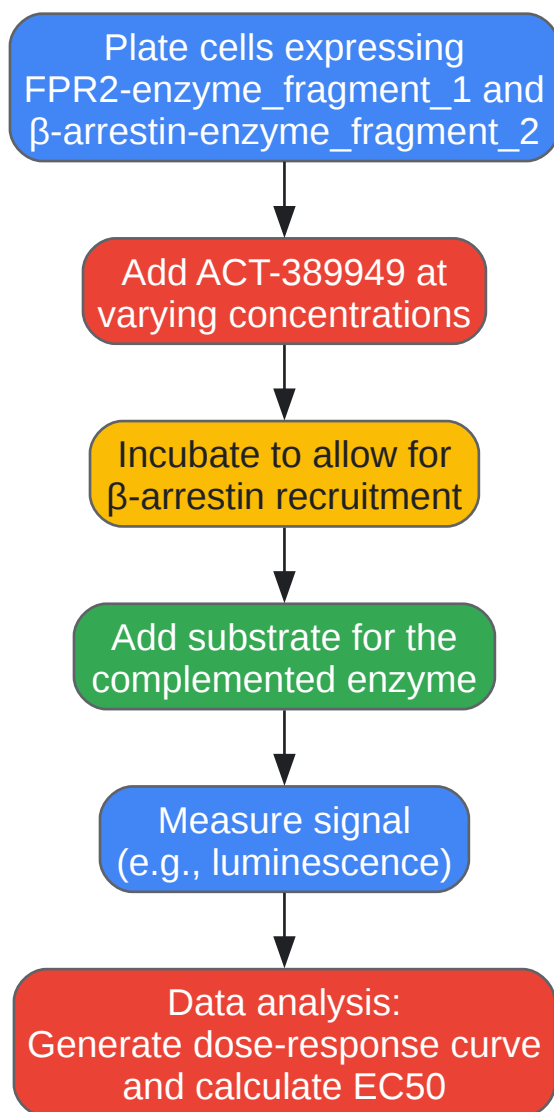 Plate cells expressing
FPR2-enzyme_fragment_1 and
β-arrestin-enzyme_fragment_2
Add ACT-389949 at
varying concentrations
Incubate to allow for
β-arrestin recruitment
Add substrate for the
complemented enzyme
Measure signal
(e.g., luminescence)
Data analysis:
Generate dose-response curve
and calculate EC50